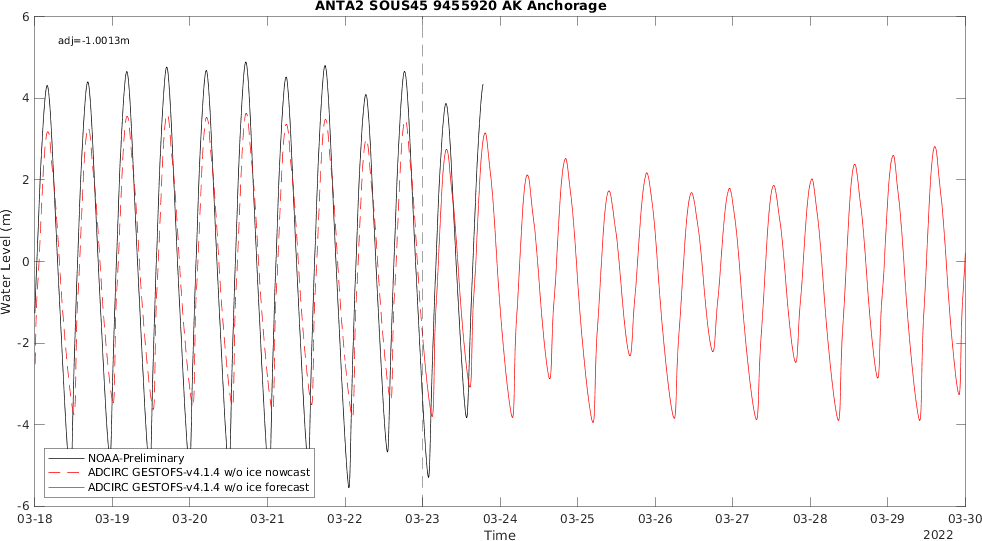 ANTA2 SOUS45 9455920 AK Anchorage
adj=-1.0013m
6
4
2
0
-2
-4
-6
Water Level (m)
NOAA-Preliminary
ADCIRC GESTOFS-v4.1.4 w/o ice nowcast
ADCIRC GESTOFS-v4.1.4 w/o ice forecast
03-18 03-19 03-20 03-21 03-22 03-23 03-24 03-25 03-26 03-27 03-28 03-29 03-30
Time
2022